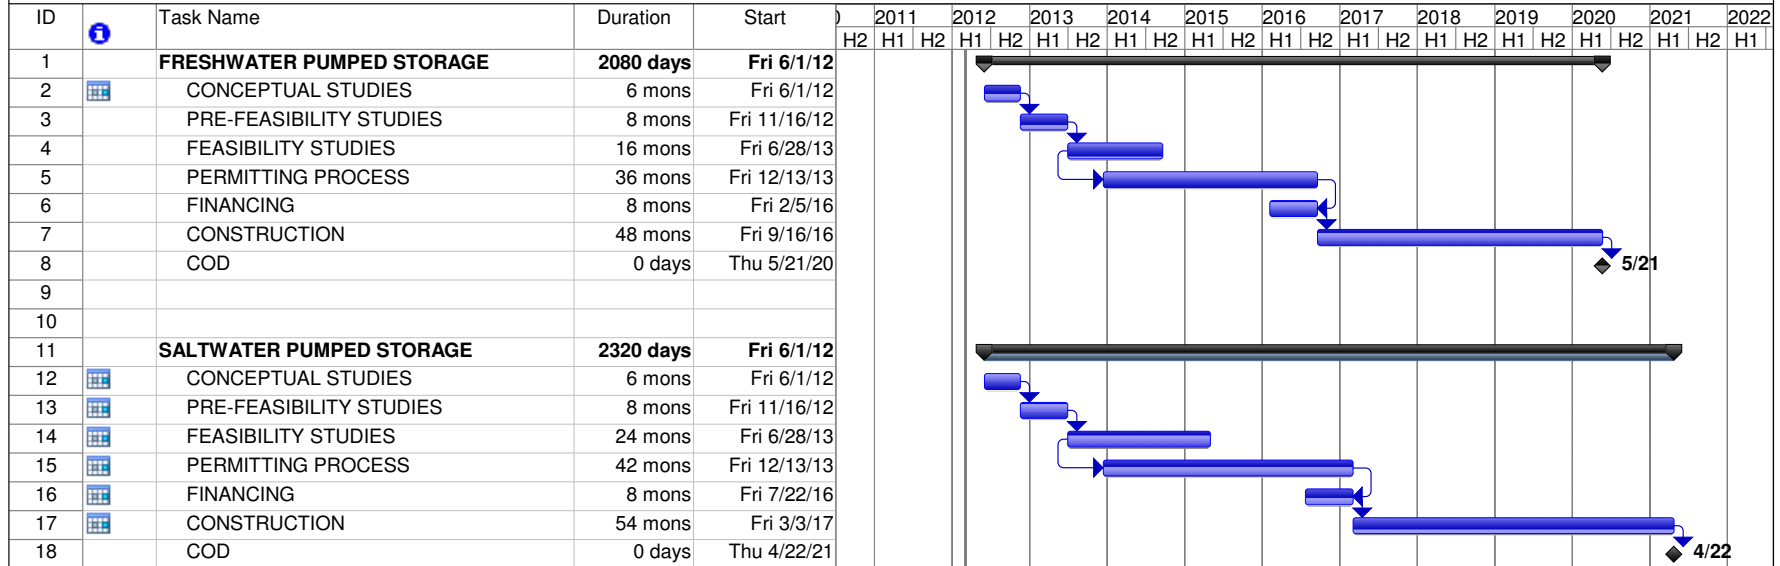 ID Task Name Duration Start 2011 2012 2013 2014 2015 2016 2017 2018 2019 2020 2021 2022
H2 H1 H2 H1 H2 H1 H2 H1 H2 H1 H2 H1 H2 H1 H2 H1 H2 H1 H2 H1 H2 H1 H2 H1
1 FRESHWATER PUMPED STORAGE 2080 days Fri 6/1/12
2 CONCEPTUAL STUDIES 6 mons Fri 6/1/12
3 PRE-FEASIBILITY STUDIES 8 mons Fri 11/16/12
4 FEASIBILITY STUDIES 16 mons Fri 6/28/13
5 PERMITTING PROCESS 36 mons Fri 12/13/13
6 FINANCING 8 mons Fri 2/5/16
7 CONSTRUCTION 48 mons Fri 9/16/16
8 COD 0 days Thu 5/21/20 5/21
9
10
11 SALTWATER PUMPED STORAGE 2320 days Fri 6/1/12
12 CONCEPTUAL STUDIES 6 mons Fri 6/1/12
13 PRE-FEASIBILITY STUDIES 8 mons Fri 11/16/12
14 FEASIBILITY STUDIES 24 mons Fri 6/28/13
15 PERMITTING PROCESS 42 mons Fri 12/13/13
16 FINANCING 8 mons Fri 7/22/16
17 CONSTRUCTION 54 mons Fri 3/3/17
18 COD 0 days Thu 4/22/21 4/22